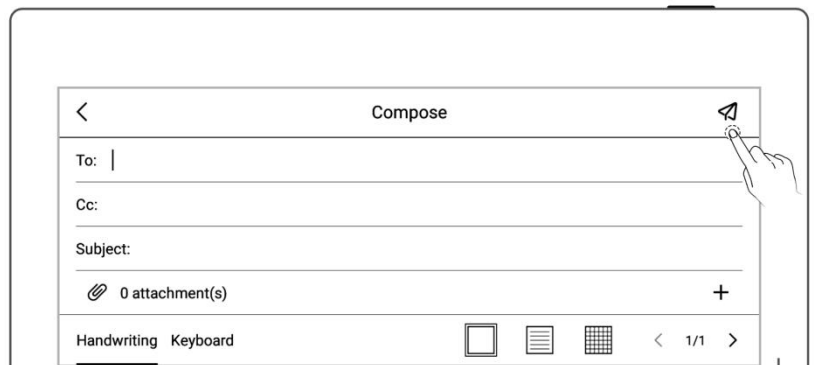 Compose
To:
Cc:
Subject:
0 attachment(s)
Handwriting Keyboard 1/1